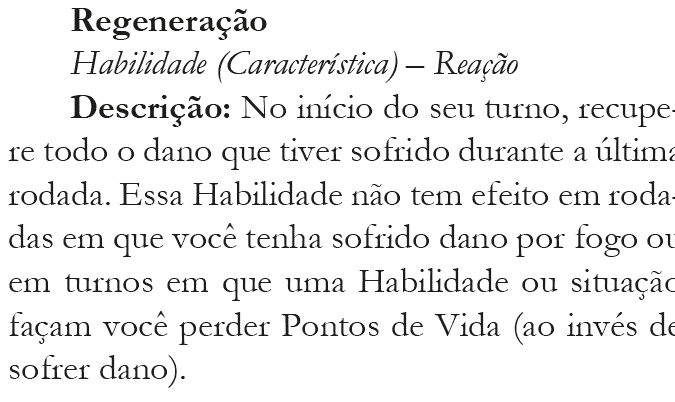 Regeneração
Habilidade (Característica) – Reação
Descrição: No início do seu turno, recupe-
re todo o dano que tiver sofrido durante a última
rodada. Essa Habilidade não tem efeito em roda-
das em que você tenha sofrido dano por fogo ou
em turnos em que uma Habilidade ou situação
façam você perder Pontos de Vida (ao invés de
sofrer dano).